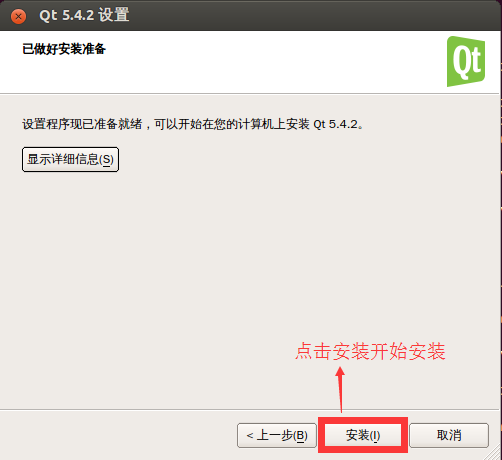 Qt 5.4.2 设置
已做好安装准备
Qt
设置程序现已准备就绪，可以开始在您的计算机上安装 Qt 5.4.2。
显示详细信息(S)
点击安装开始安装
< 上一步(B)
安装(I)
取消